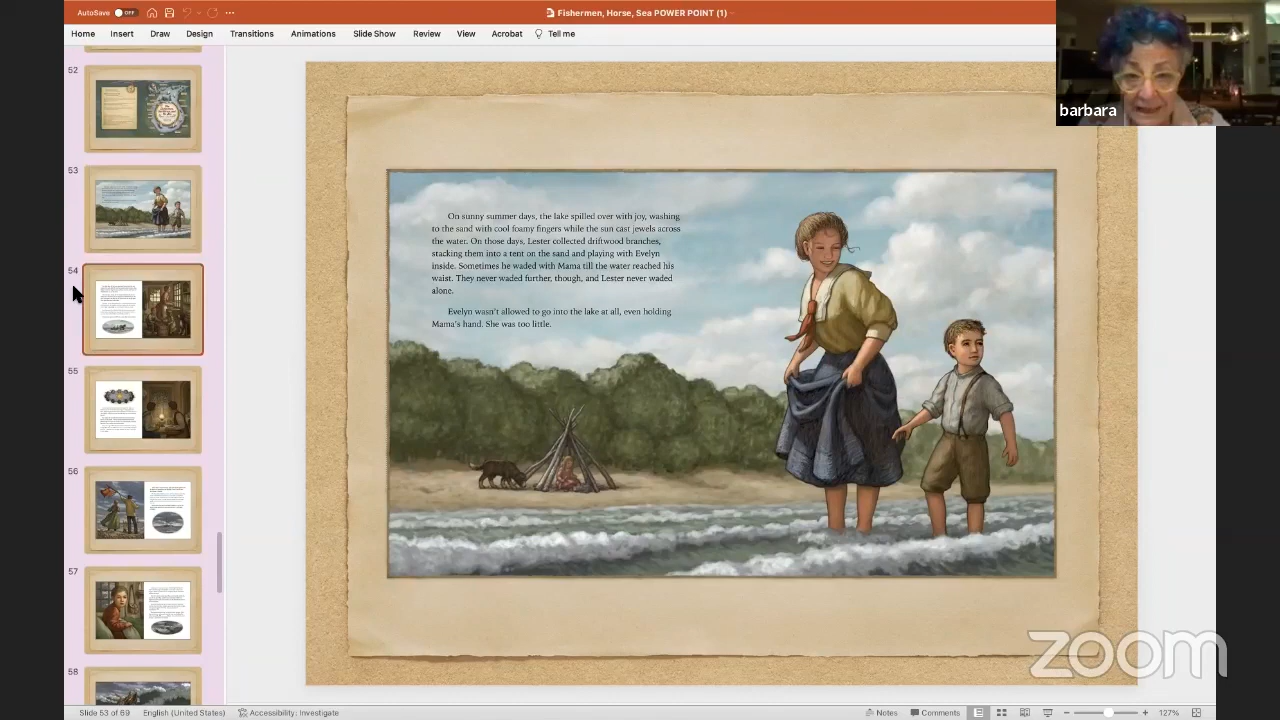 AutoSave OFF
Fishermen, Horse, Sea POWER POINT (1)
Home Insert Draw Design Transitions Animations Slide Show Review View Acrobat Tell me
barbara
52
53
54
55
56
57
58
On sunny summer days, the lake spilled over with joy, washing
to the sand with cool foamy fingers while the sun cast jewels across
the water. On those days, Lester collected driftwood branches,
stacking them into a tent on the sand and playing with Evelyn
inside. Sometimes he waded with Mama till the water reached his
waist. They never waded further, though, and Lester never waded
alone.
Evelyn wasn't allowed to go into the lake at all, even holding
Mama's hand. She was too little.
zoom
Slide 53 of 69 English (United States) Accessibility: Investigate Notes Comments 127%